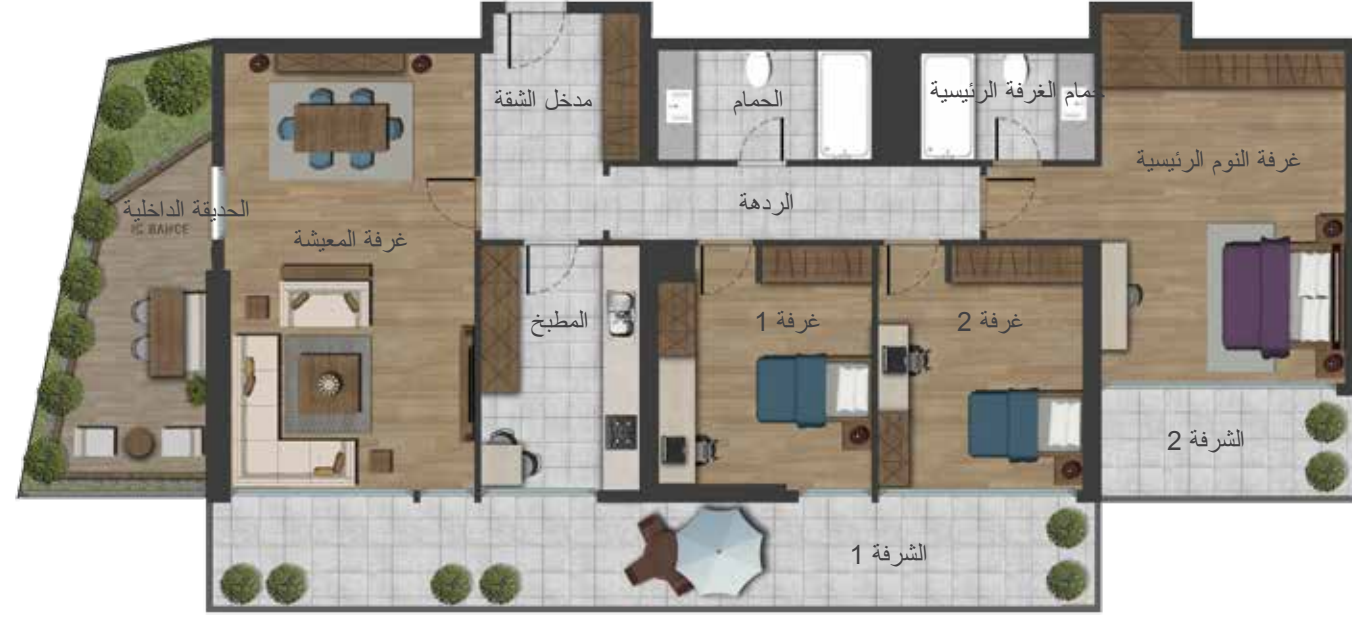 مدخل الشقة
الحمام
حمام الغرفة الرئيسية
غرفة النوم الرئيسية
الردهة
الحديقة الداخلية
غرفة المعيشة
المطبخ
غرفة 1
غرفة 2
الشرفة 2
الشرفة 1